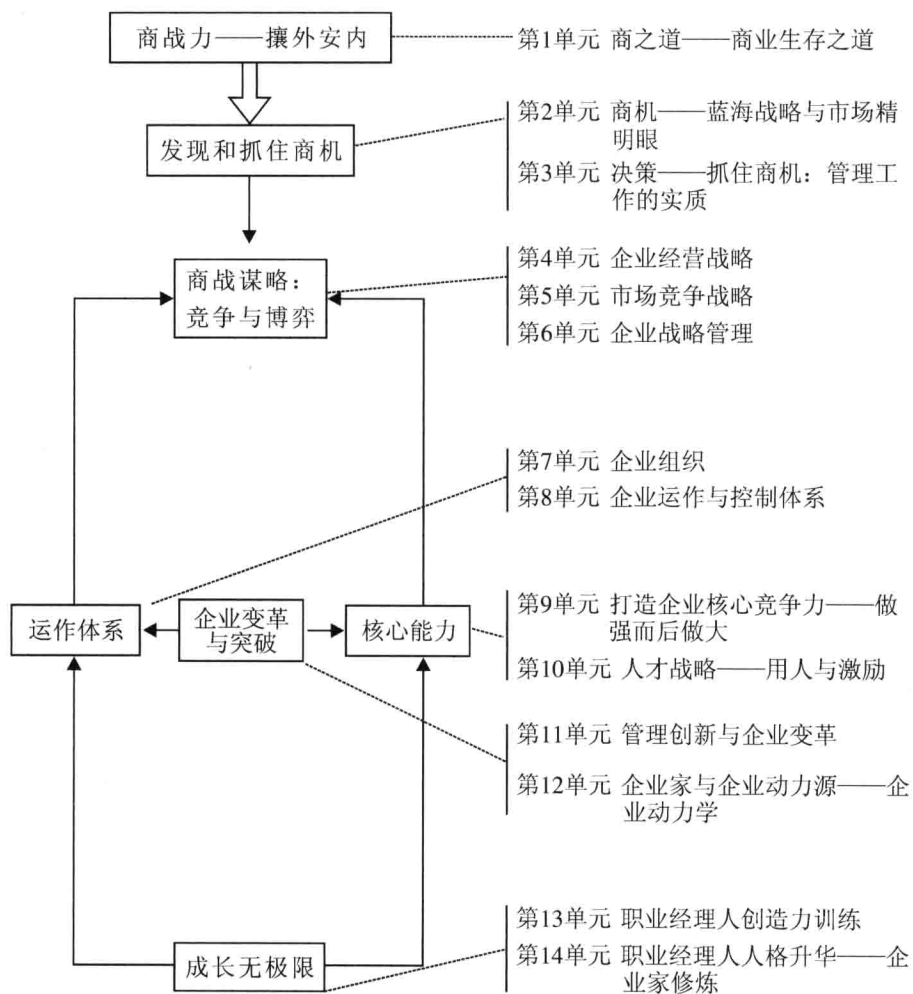 商战力——攘外安内
第1单元 商之道——商业生存之道
发现和抓住商机
第2单元 商机——蓝海战略与市场精
明眼
第3单元 决策——抓住商机：管理工
作的实质
商战谋略：
竞争与博弈
第4单元 企业经营战略
第5单元 市场竞争战略
第6单元 企业战略管理
第7单元 企业组织
第8单元 企业运作与控制体系
运作体系
企业变革
与突破
核心能力
第9单元 打造企业核心竞争力——做
强而后做大
第10单元 人才战略——用人与激励
第11单元 管理创新与企业变革
第12单元 企业家与企业动力源——企
业动力学
成长无极限
第13单元 职业经理人创造力训练
第14单元 职业经理人人格升华——企
业家修炼